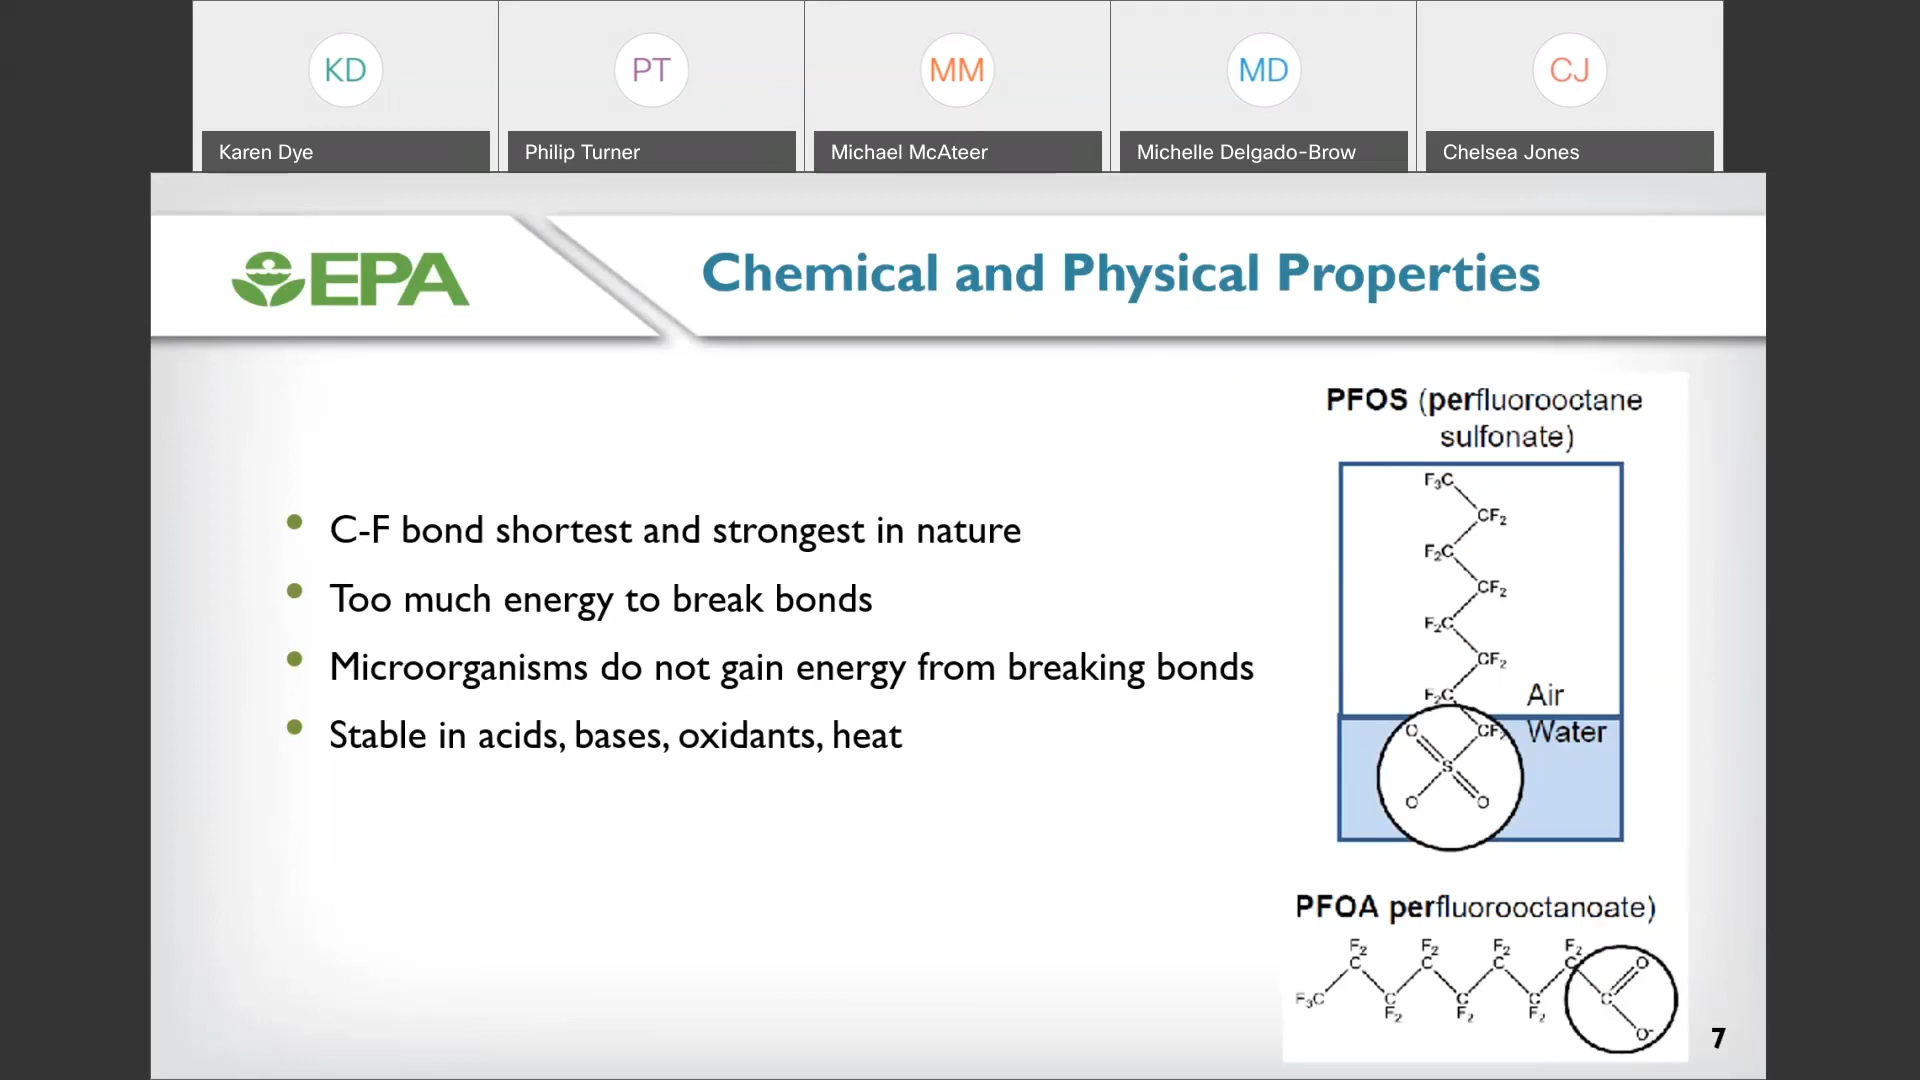 KD
PT
MM
MD
CJ
Karen Dye
Philip Turner
Michael McAteer
Michelle Delgado-Brow
Chelsea Jones
EPA
Chemical and Physical Properties
• C-F bond shortest and strongest in nature
• Too much energy to break bonds
• Microorganisms do not gain energy from breaking bonds
• Stable in acids, bases, oxidants, heat
PFOS (perfluorooctane
sulfonate)
F₃C
CF₂
F₂C
CF₂
F₂C
CF₂
F₂C
Air
O CF₂ Water
S
O O
PFOA perfluorooctanoate)
F₂ F₂ F₂ F₂
C C C C O
F₃C C C C C
F₂ F₂ F₂
O⁻
7